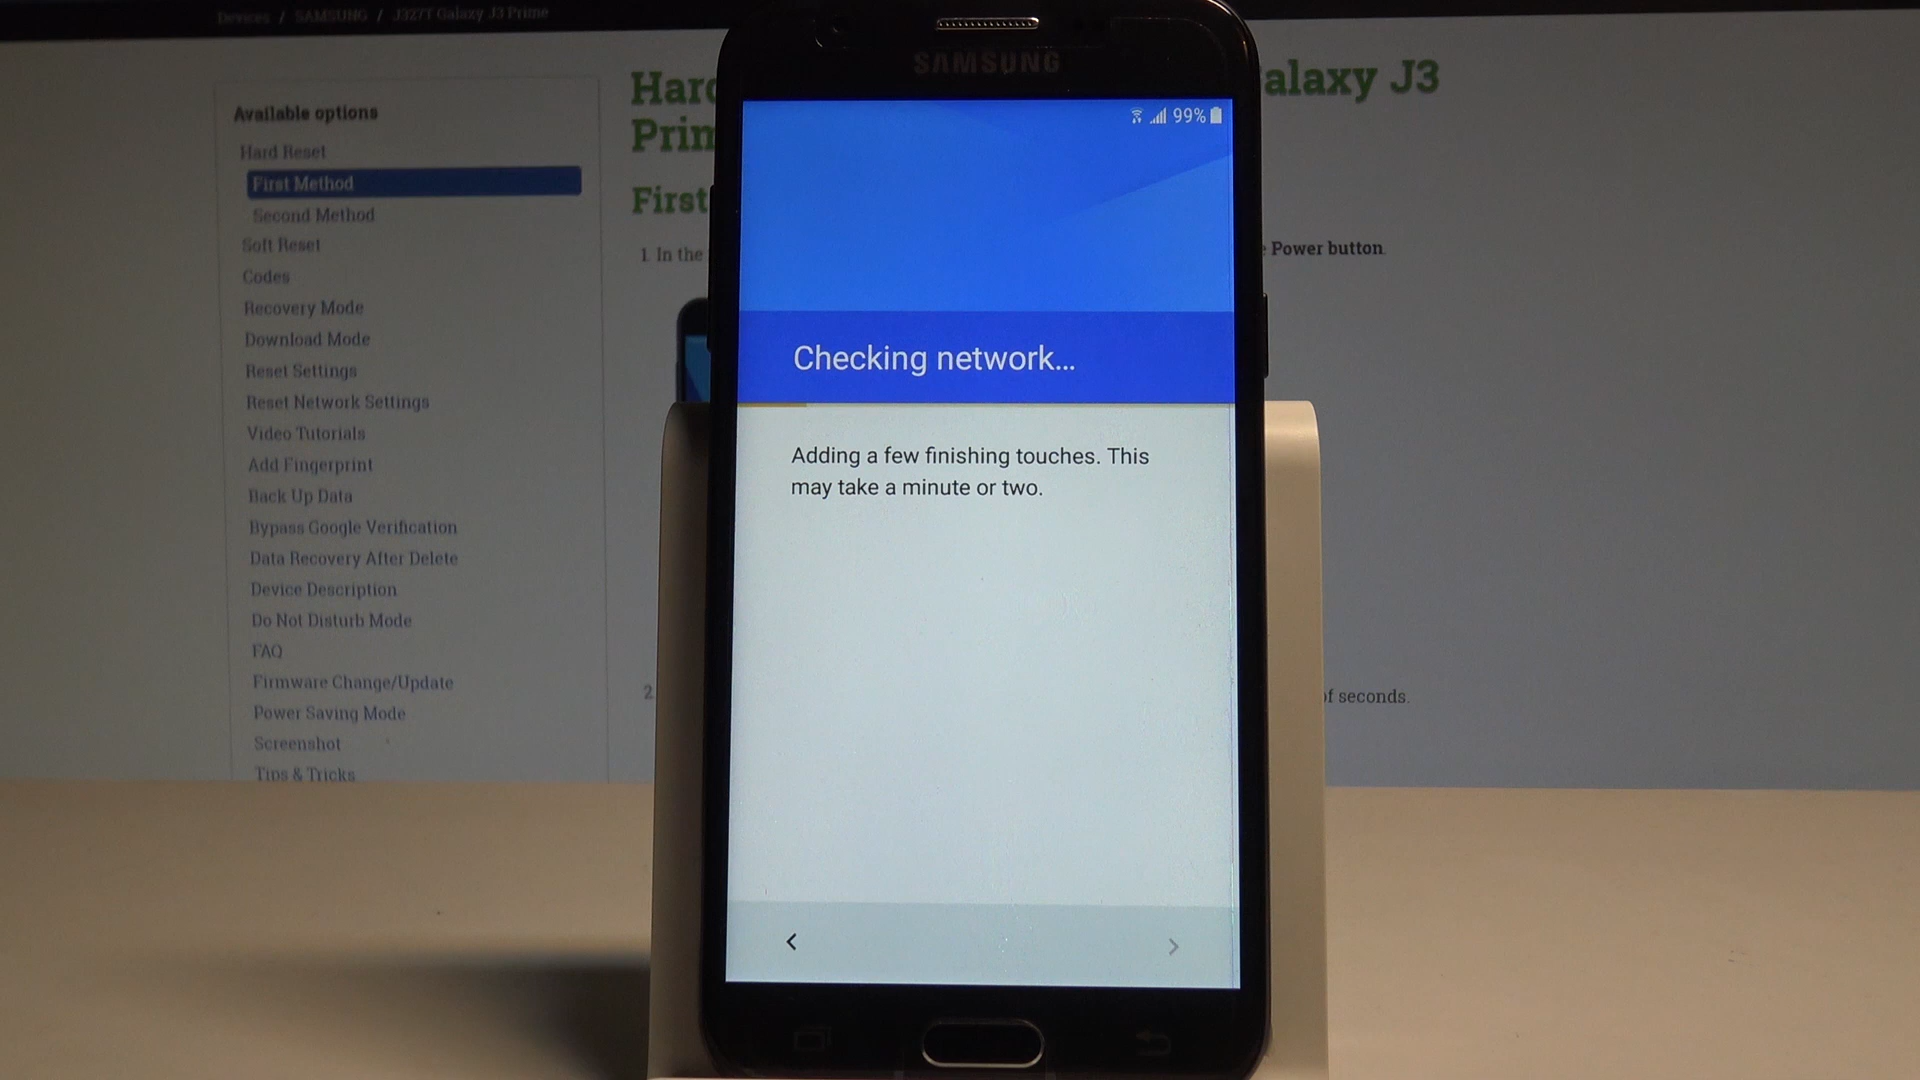 Devices / SAMSUNG / J327T Galaxy J3 Prime
Available options
Hard Reset
First Method
Second Method
Soft Reset
Codes
Recovery Mode
Download Mode
Reset Settings
Reset Network Settings
Video Tutorials
Add Fingerprint
Back Up Data
Bypass Google Verification
Data Recovery After Delete
Device Description
Do Not Disturb Mode
FAQ
Firmware Change/Update
Power Saving Mode
Screenshot
Tips & Tricks
Hard
alaxy J3
Prim
First
1. In the
Power button.
2
of seconds.
SAMSUNG
99%
Checking network...
Adding a few finishing touches. This
may take a minute or two.